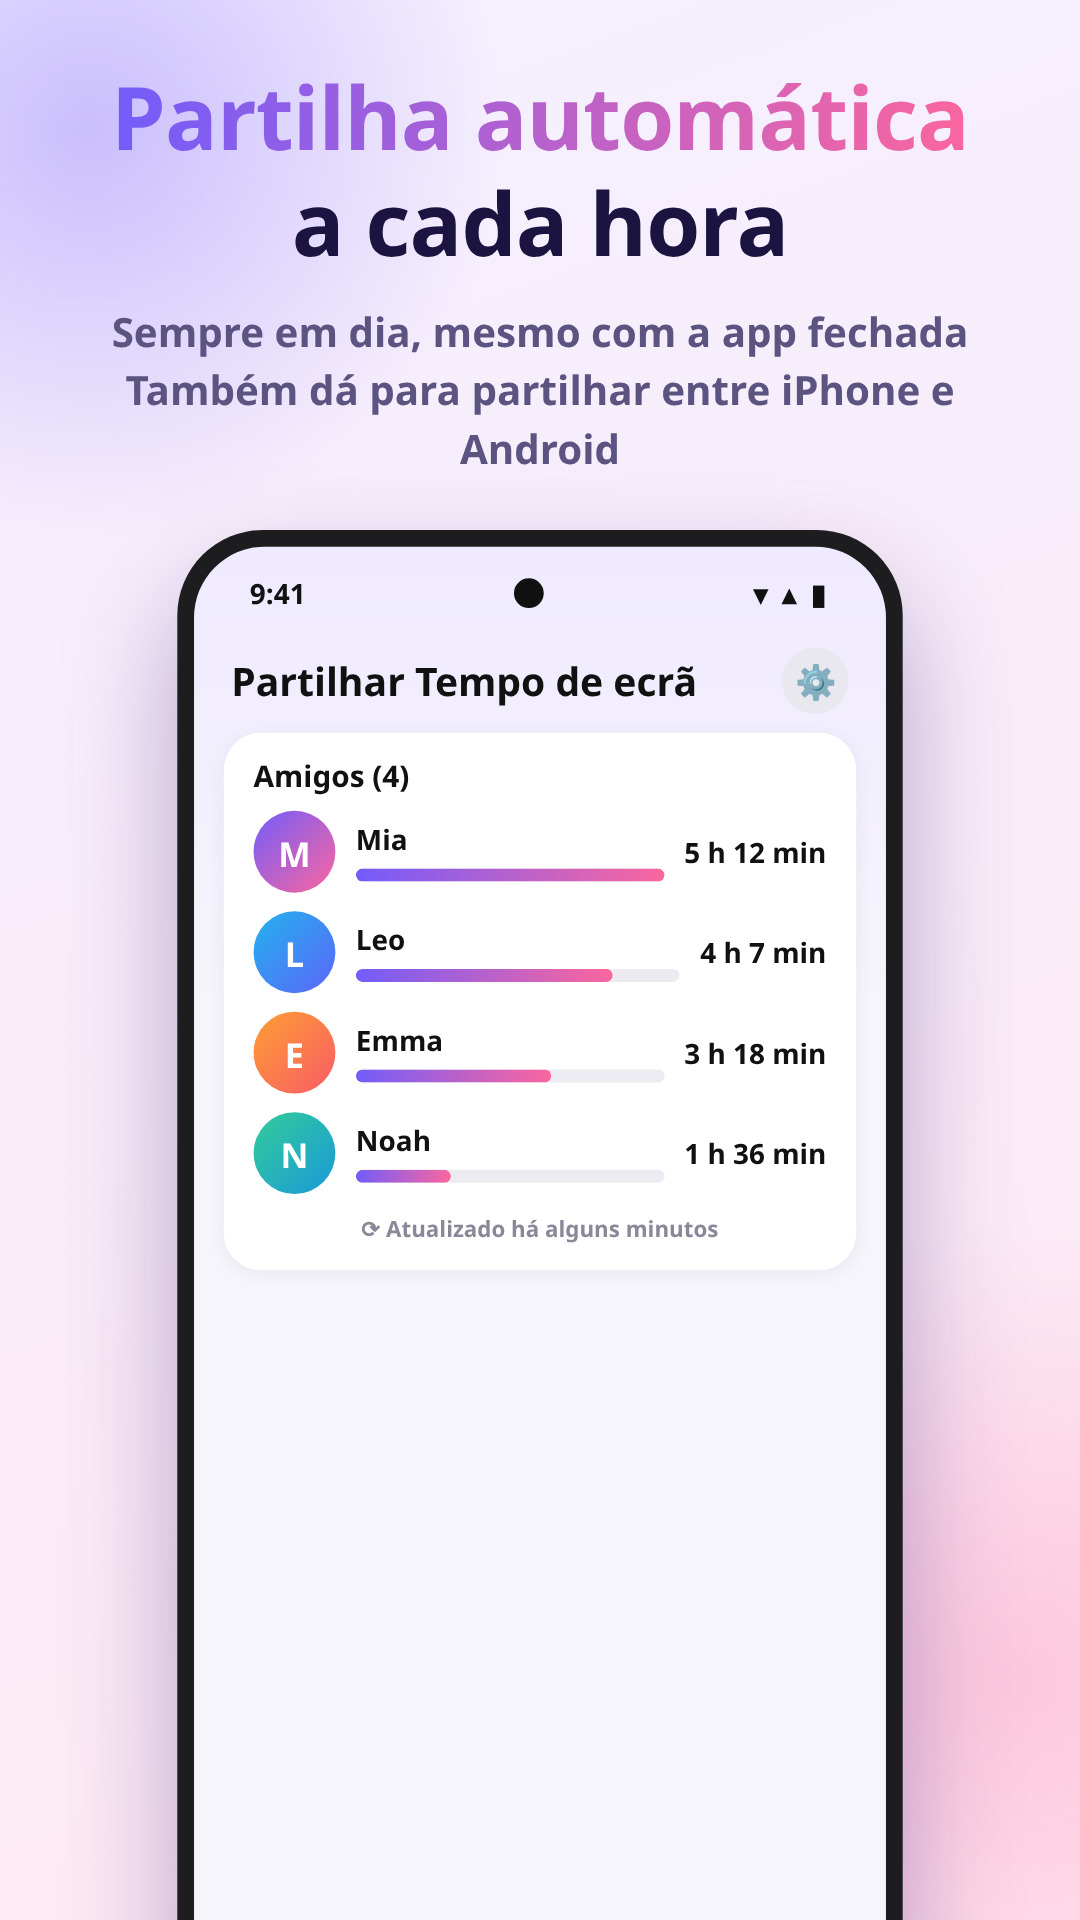 Partilha automática
a cada hora
Sempre em dia, mesmo com a app fechada
Também dá para partilhar entre iPhone e
Android
9:41
Partilhar Tempo de ecrã
Amigos (4)
M
Mia
5 h 12 min
L
Leo
4 h 7 min
E
Emma
3 h 18 min
N
Noah
1 h 36 min
⟳ Atualizado há alguns minutos